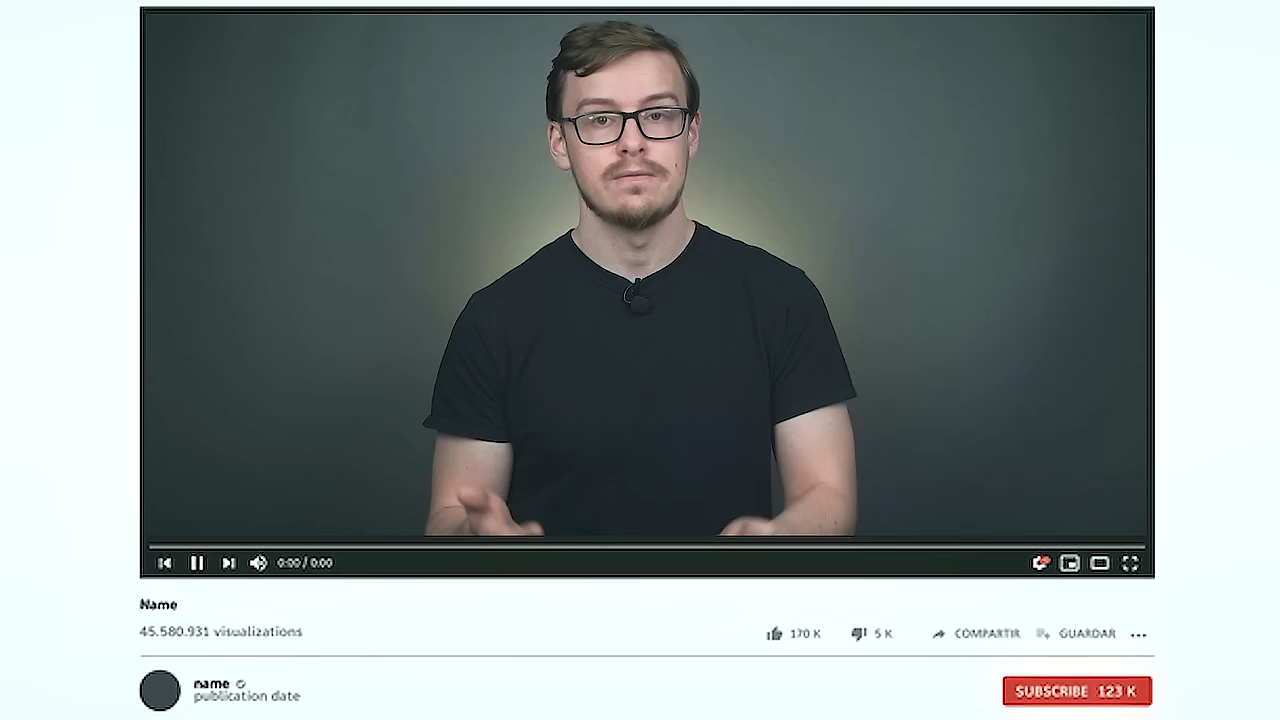 0:00 / 0:00
Name
45.580.931 visualizations
170 K
5 K
COMPARTIR
GUARDAR
name
publication date
SUBSCRIBE 123 K